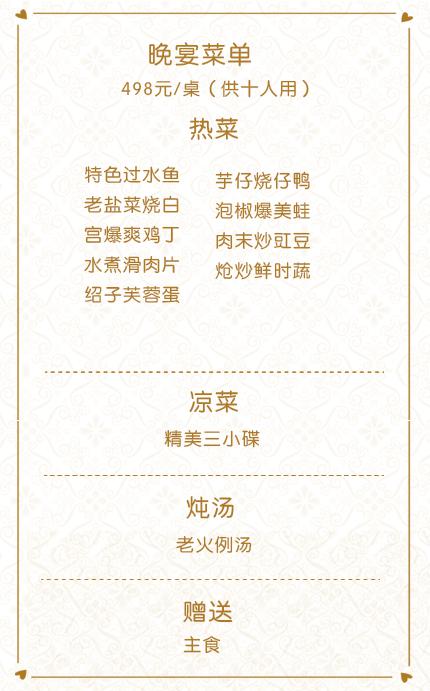 晚宴菜单
498元/桌（供十人用）
热菜
特色过水鱼
老盐菜烧白
宫爆爽鸡丁
水煮滑肉片
绍子芙蓉蛋
芋仔烧仔鸭
泡椒爆美蛙
肉末炒豇豆
炝炒鲜时蔬
凉菜
精美三小碟
炖汤
老火例汤
赠送
主食